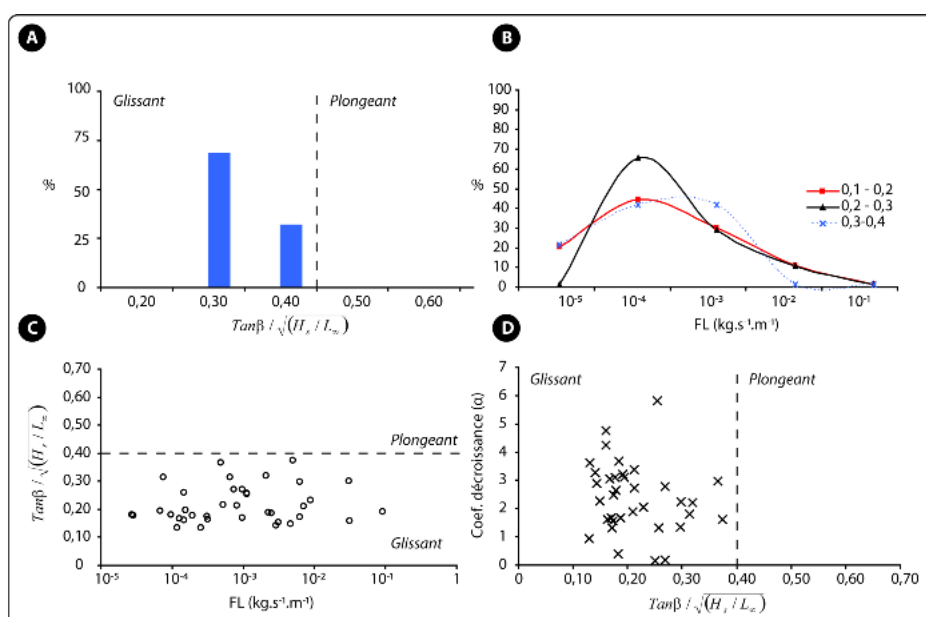 A
Glissant
Plongeant
100
75
50
25
0
%
0,20 0,30 0,40 0,50 0,60
Tanβ / √(H_s / L_∞)
B
100
90
80
70
60
50
40
30
20
10
0
%
0,1 - 0,2
0,2 - 0,3
0,3-0,4
10⁻⁵ 10⁻⁴ 10⁻³ 10⁻² 10⁻¹
FL (kg.s⁻¹.m⁻¹)
C
0,70
0,60
0,50
0,40
0,30
0,20
0,10
0
Tanβ / √(H_s / L_∞)
Plongeant
Glissant
10⁻⁵ 10⁻⁴ 10⁻³ 10⁻² 10⁻¹ 1
FL (kg.s⁻¹.m⁻¹)
D
Glissant
Plongeant
7
6
5
4
3
2
1
0
Coef. décroissance (α)
0 0,10 0,20 0,30 0,40 0,50 0,60 0,70
Tanβ / √(H_s / L_∞)